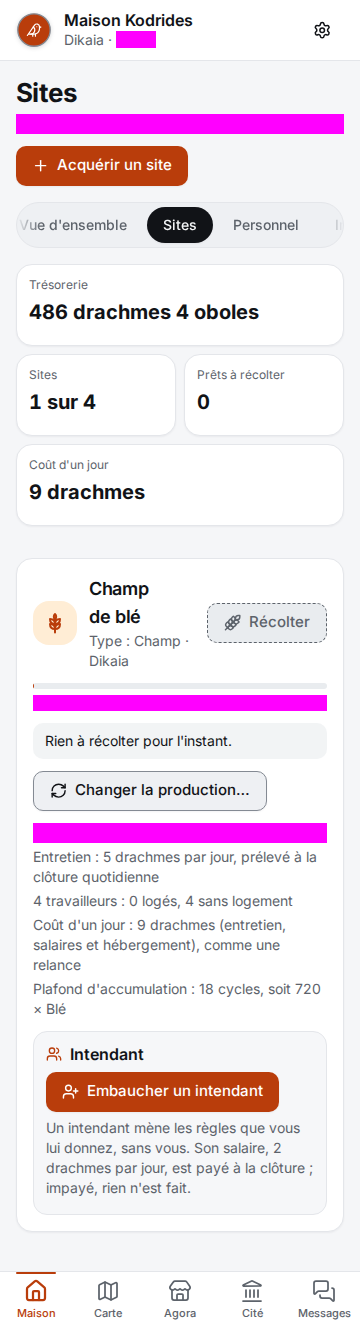 Maison Kodrides
Dikaia ·
Sites
Acquérir un site
Vue d'ensemble
Sites
Personnel
Trésorerie
486 drachmes 4 oboles
Sites
1 sur 4
Prêts à récolter
0
Coût d'un jour
9 drachmes
Champ
de blé
Type : Champ ·
Dikaia
Récolter
Rien à récolter pour l'instant.
Changer la production…
Entretien : 5 drachmes par jour, prélevé à la
clôture quotidienne
4 travailleurs : 0 logés, 4 sans logement
Coût d'un jour : 9 drachmes (entretien,
salaires et hébergement), comme une
relance
Plafond d'accumulation : 18 cycles, soit 720
× Blé
Intendant
Embaucher un intendant
Un intendant mène les règles que vous
lui donnez, sans vous. Son salaire, 2
drachmes par jour, est payé à la clôture ;
impayé, rien n'est fait.
Maison
Carte
Agora
Cité
Messages